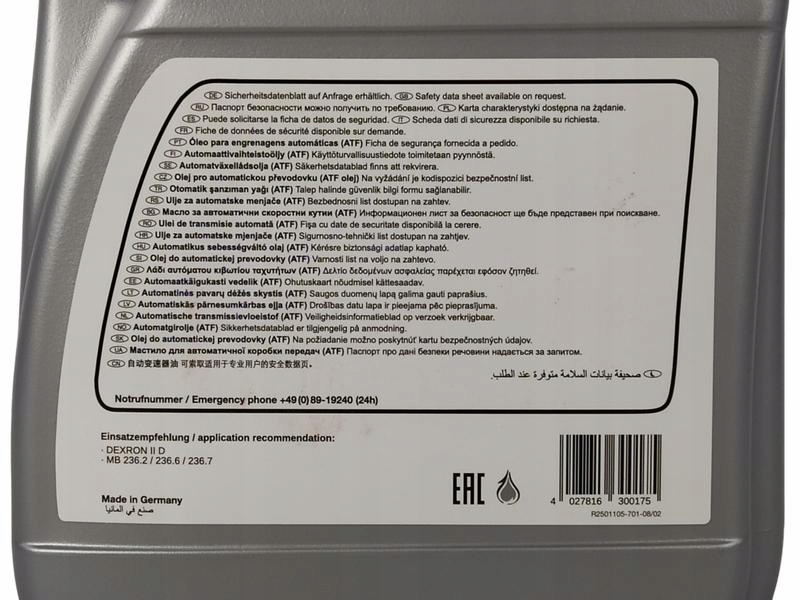 DE Sicherheitsdatenblatt auf Anfrage erhältlich. GB Safety data sheet available on request.
RU Паспорт безопасности можно получить по требованию. PL Karta charakterystyki dostępna na żądanie.
ES Puede solicitarse la ficha de datos de seguridad. IT Scheda dati di sicurezza disponibile su richiesta.
FR Fiche de données de sécurité disponible sur demande.
PT Óleo para engrenagens automáticas (ATF) Ficha de segurança fornecida a pedido.
FI Automaattivaihteistoöljy (ATF) Käyttöturvallisuustiedote toimitetaan pyynnöstä.
SE Automatväxellådsolja (ATF) Säkerhetsdatablad finns att rekvirera.
CZ Olej pro automatickou převodovku (ATF olej) Na vyžádání je kodispozici bezpečnostní list.
TR Otomatik şanzıman yağı (ATF) Talep halinde güvenlik bilgi formu sağlanabilir.
RS Ulje za automatske menjače (ATF) Bezbednosni list dostupan na zahtev.
BG Масло за автоматични скоростни кутии (ATF) Информационен лист за безопасност ще бъде представен при поискване.
RO Ulei de transmisie automată (ATF) Fişa cu date de securitate disponibilă la cerere.
HR Ulje za automatske mjenjače (ATF) Sigurnosno-tehnički list dostupan na zahtjev.
HU Automatikus sebességváltó olaj (ATF) Kérésre biztonsági adatlap kapható.
SI Olej do automatickej prevodovky (ATF) Varnosti list na voljo na zahtevo.
GR Λάδι αυτόματου κιβωτίου ταχυτήτων (ATF) Δελτίο δεδομένων ασφαλείας παρέχεται εφόσον ζητηθεί.
EE Automaatkäigukasti vedelik (ATF) Ohutuskaart nõudmisel kättesaadav.
LT Automatinės pavarų dėžės skystis (ATF) Saugos duomenų lapą galima gauti paprašius.
LV Automātiskās pārnesumkārbas eļļa (ATF) Drošības datu lapa ir pieejama pēc pieprasījuma.
NL Automatische transmissievloeistof (ATF) Veiligheidsinformatieblad op verzoek verkrijgbaar.
NO Automatgirolje (ATF) Sikkerhetsdatablad er tilgjengelig på anmodning.
SK Olej do automatickej prevodovky (ATF) Na požiadanie možno poskytnúť kartu bezpečnostných údajov.
UA Мастило для автоматичної коробки передач (ATF) Паспорт про дані безпеки речовини надається за запитом.
CN 自动变速器油 可索取适用于专业用户的安全数据页。
صحيفة بيانات السلامة متوفرة عند الطلب.
Notrufnummer / Emergency phone +49(0)89-19240 (24h)
Einsatzempfehlung / application recommendation:
· DEXRON II D
· MB 236.2 / 236.6 / 236.7
Made in Germany
صنع في المانيا
EAC
4 027816 300175
R2501105-701-08/02